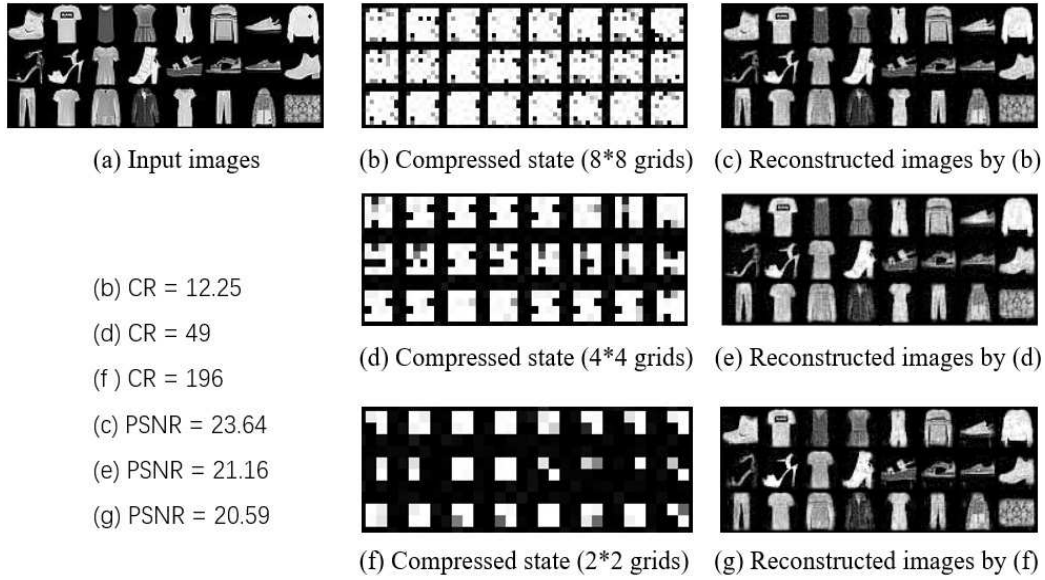 (a) Input images
(b) Compressed state (8*8 grids)
(c) Reconstructed images by (b)
(b) CR = 12.25
(d) CR = 49
(f ) CR = 196
(c) PSNR = 23.64
(e) PSNR = 21.16
(g) PSNR = 20.59
(d) Compressed state (4*4 grids)
(e) Reconstructed images by (d)
(f) Compressed state (2*2 grids)
(g) Reconstructed images by (f)